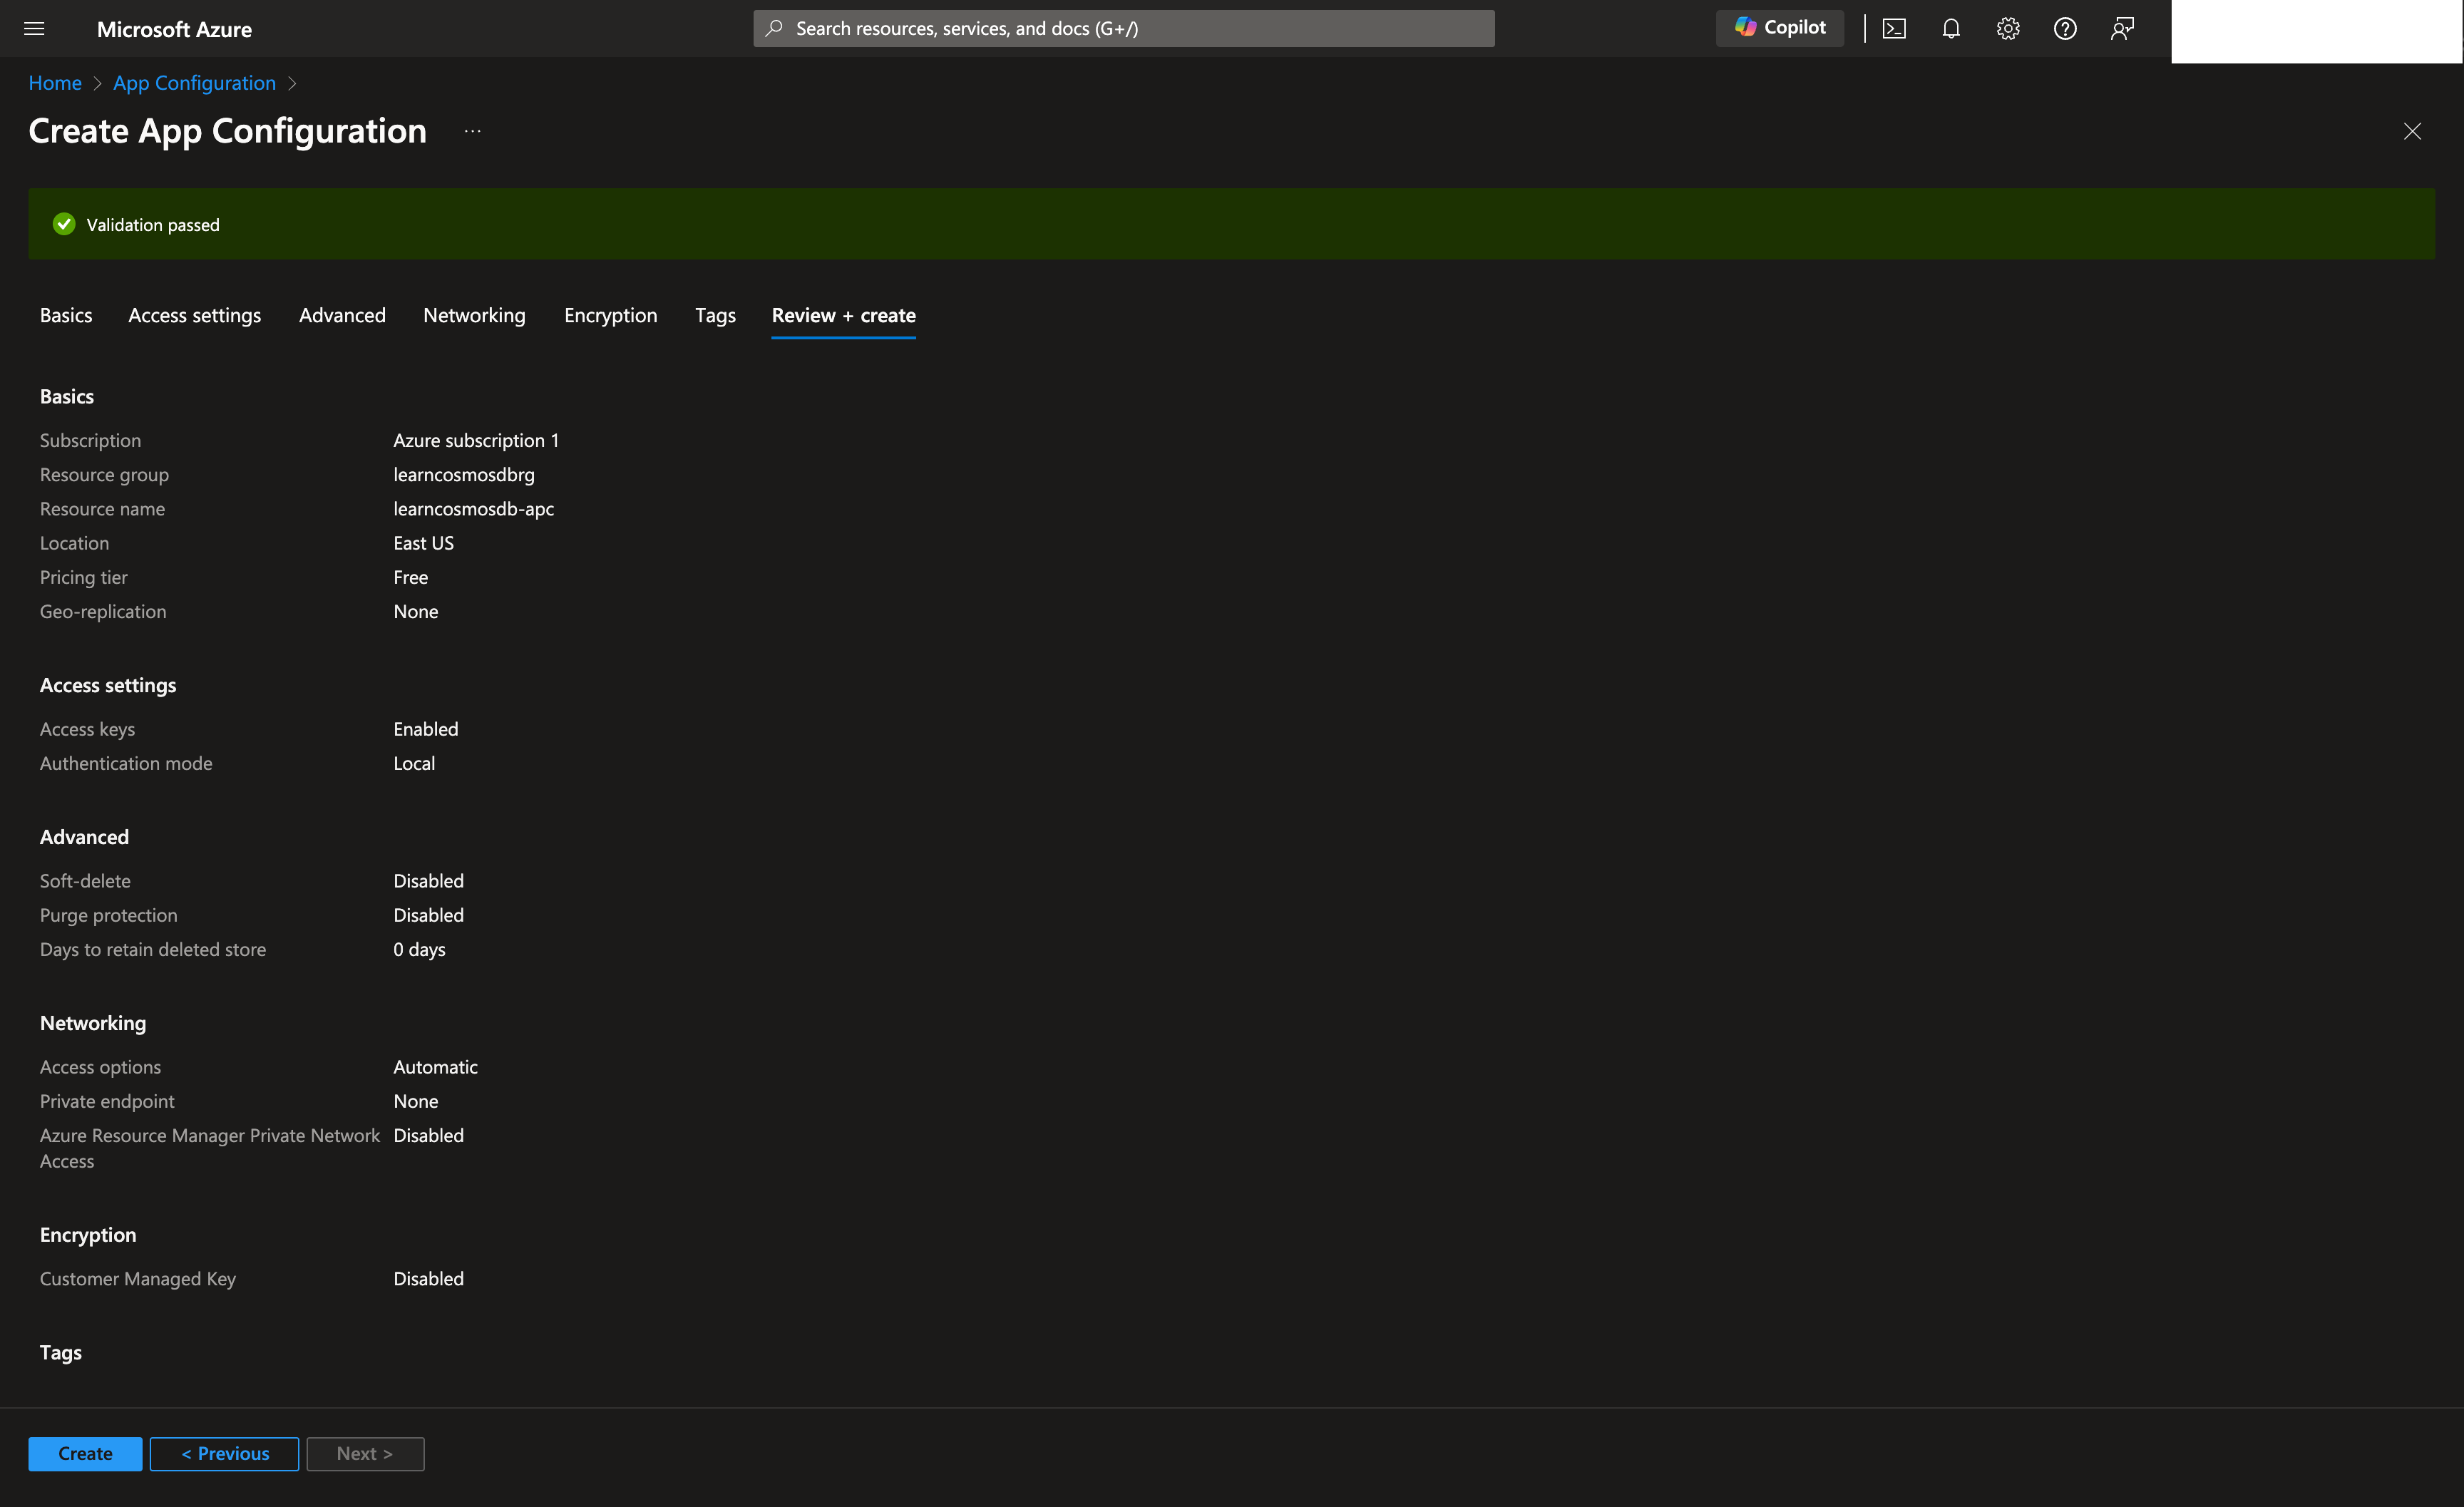 Microsoft Azure
Search resources, services, and docs (G+/)
Copilot
Home > App Configuration >
Create App Configuration ...
Validation passed
Basics Access settings Advanced Networking Encryption Tags Review + create
Basics
Subscription Azure subscription 1
Resource group learncosmosdbrg
Resource name learncosmosdb-apc
Location East US
Pricing tier Free
Geo-replication None
Access settings
Access keys Enabled
Authentication mode Local
Advanced
Soft-delete Disabled
Purge protection Disabled
Days to retain deleted store 0 days
Networking
Access options Automatic
Private endpoint None
Azure Resource Manager Private Network Disabled
Access
Encryption
Customer Managed Key Disabled
Tags
Create < Previous Next >